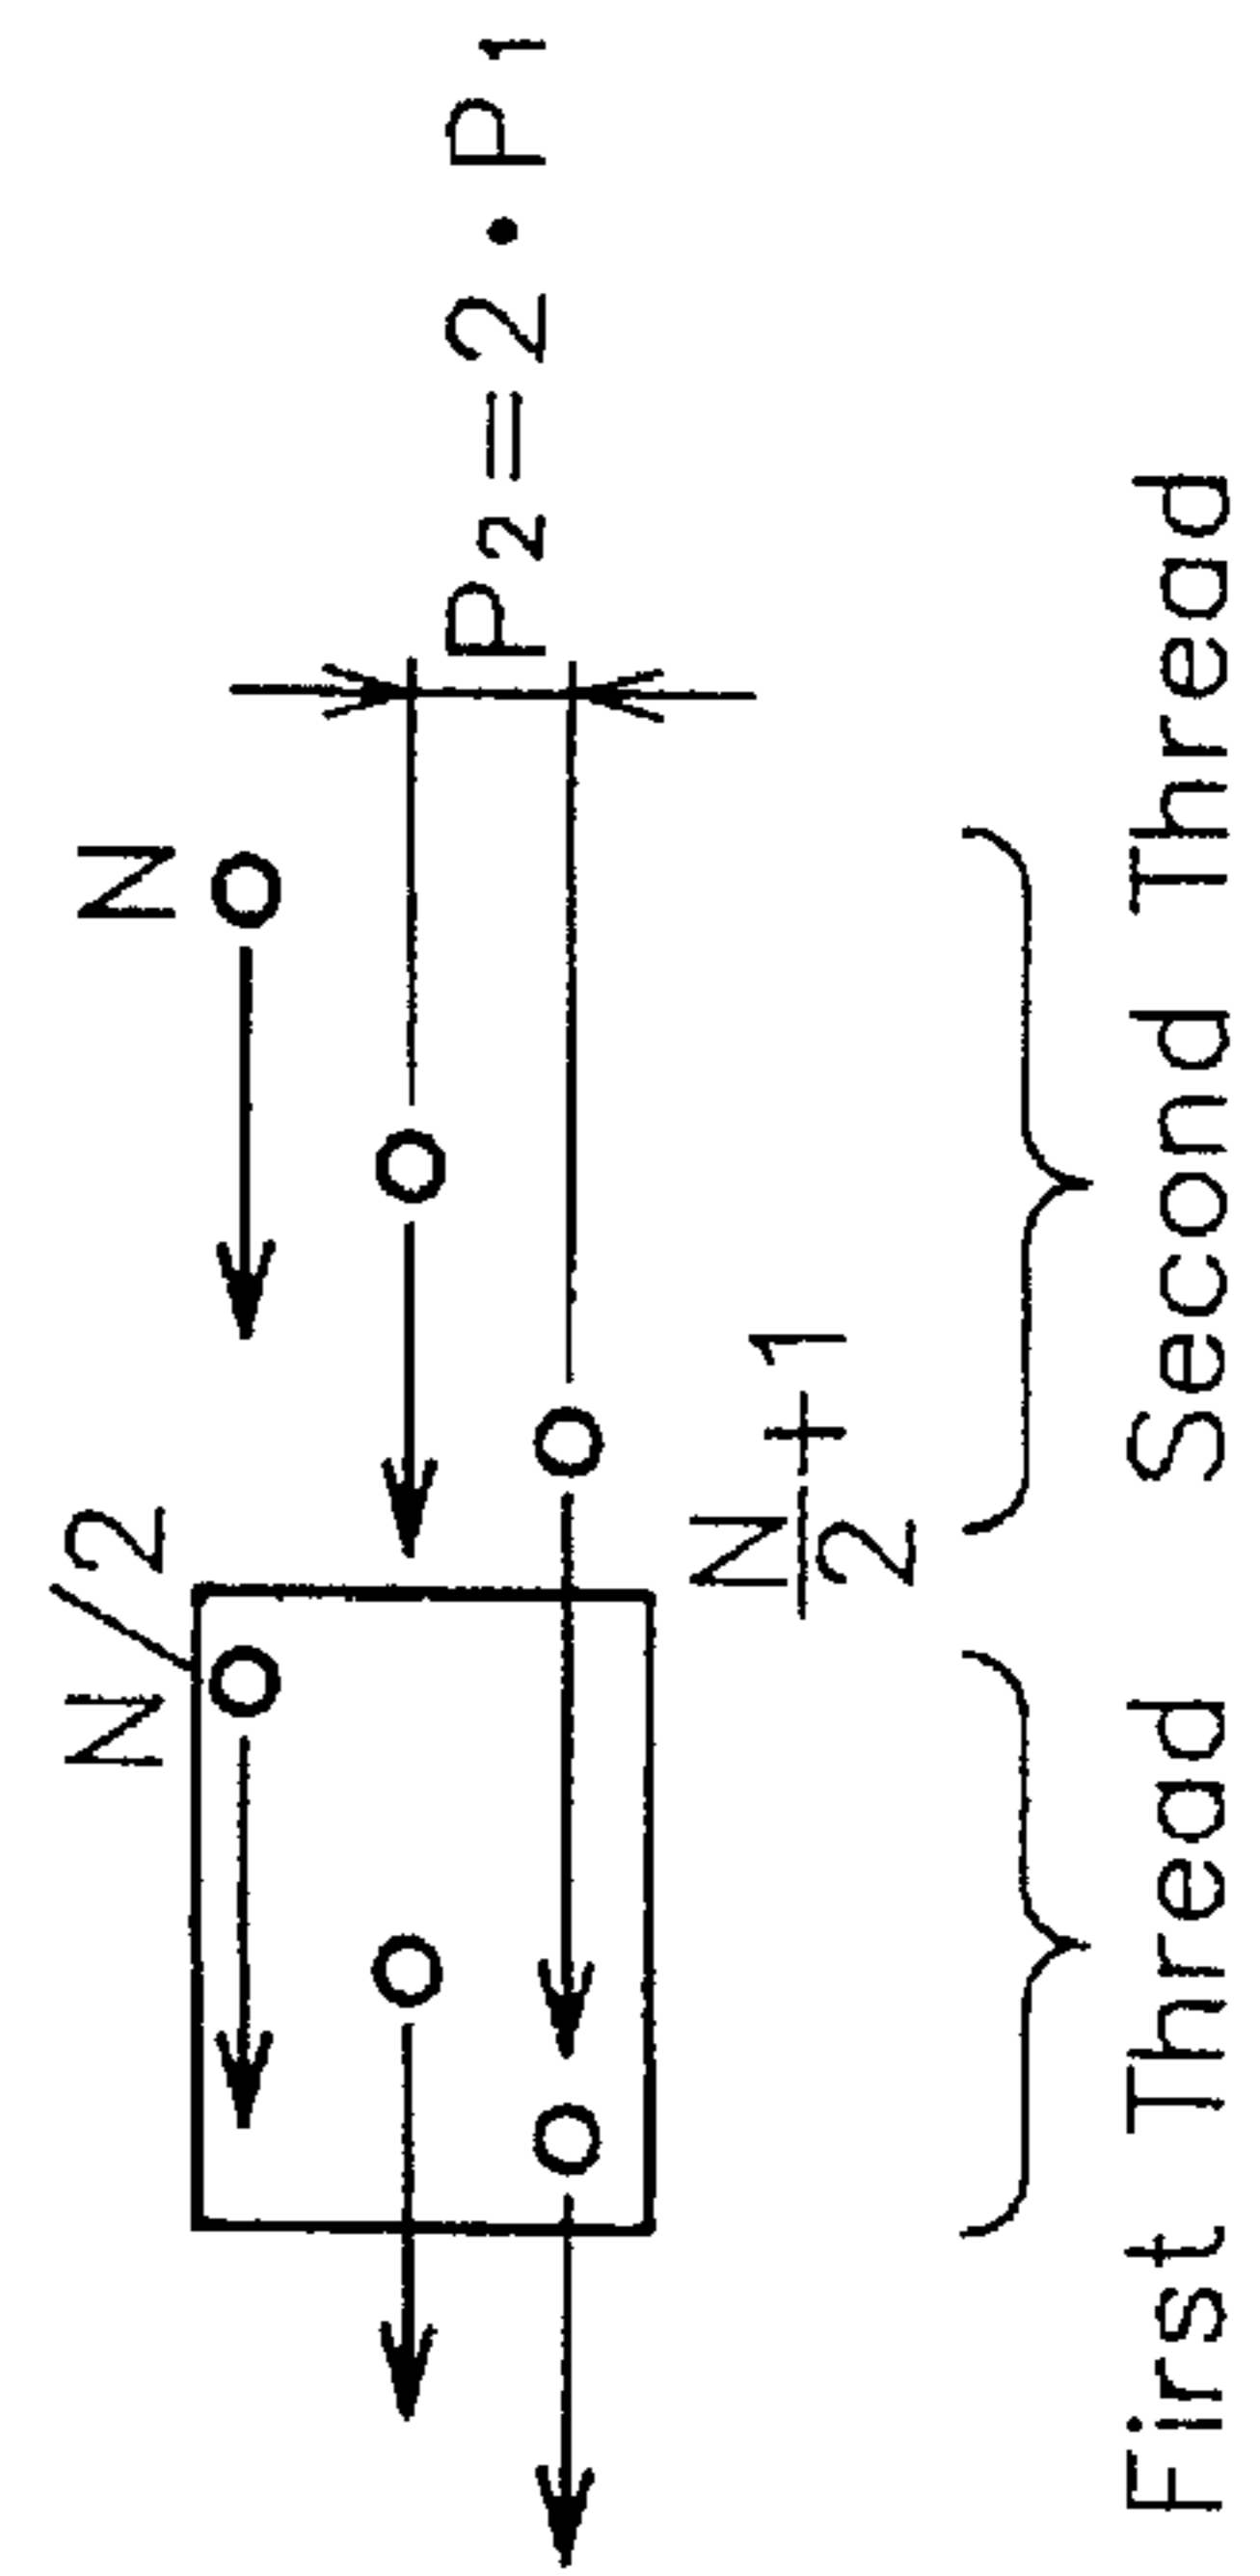 N/2
N
P₂=2·P₁
N/2+1
First Thread
Second Thread